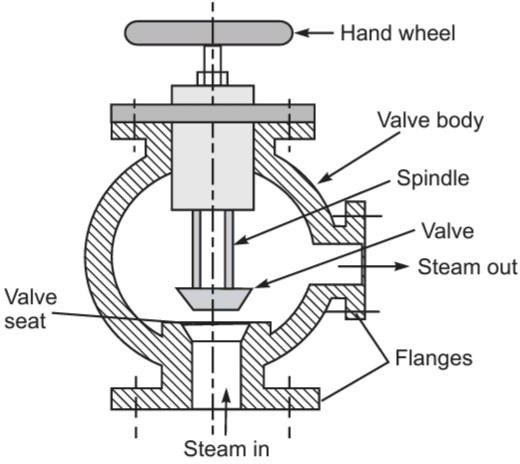 Hand wheel
Valve body
Spindle
Valve
Steam out
Valve
seat
Flanges
Steam in